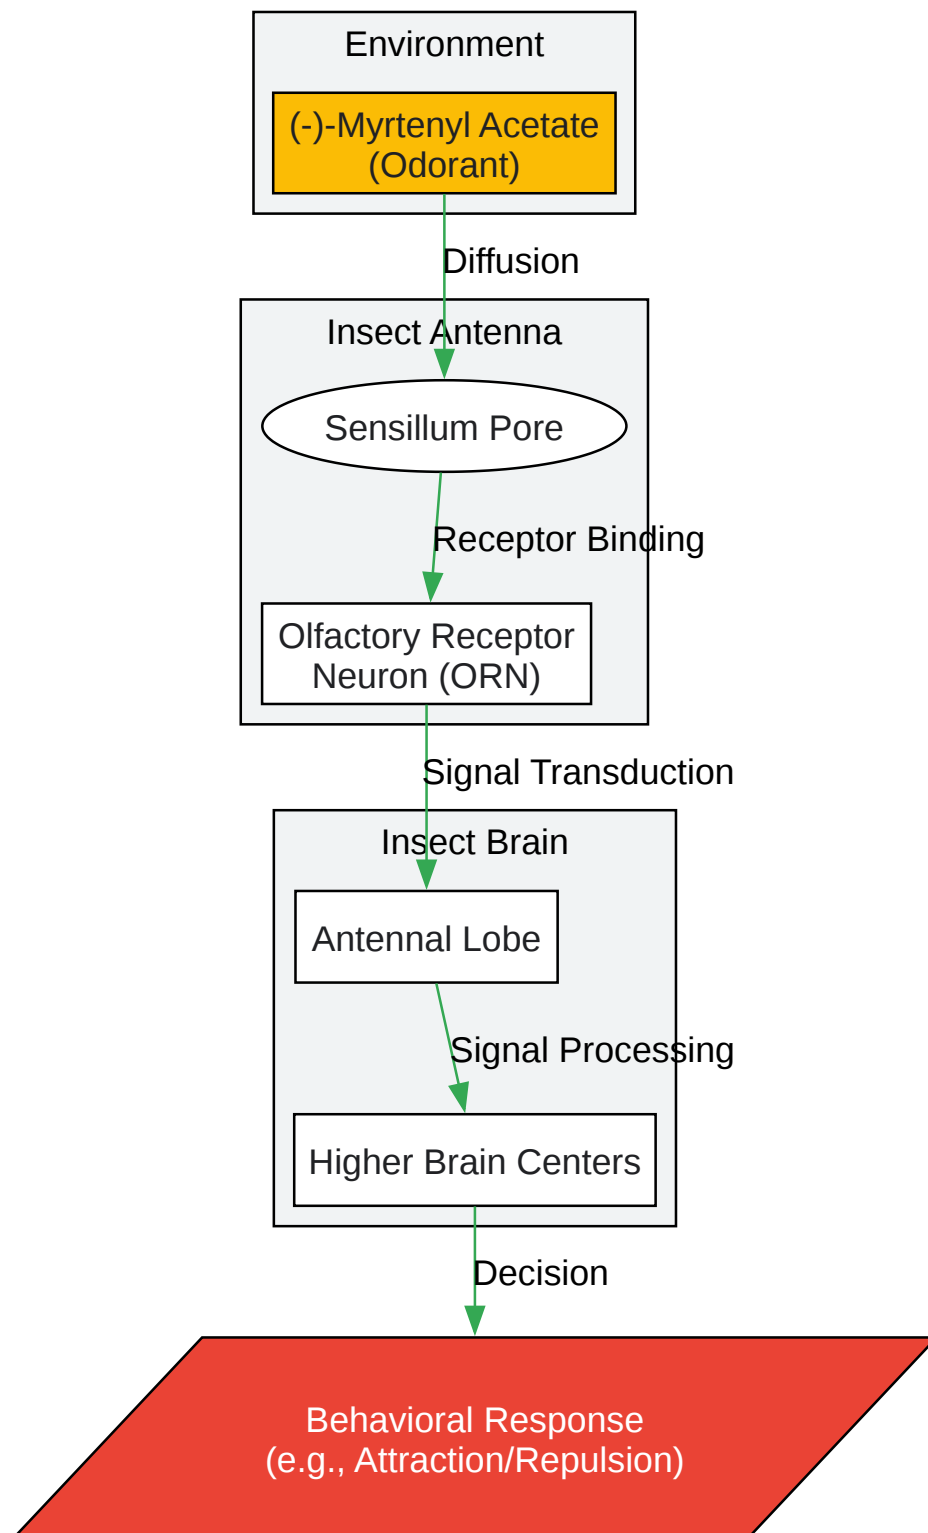 Environment
(-)-Myrtenyl Acetate
(Odorant)
Diffusion
Insect Antenna
Sensillum Pore
Receptor Binding
Olfactory Receptor
Neuron (ORN)
Signal Transduction
Insect Brain
Antennal Lobe
Signal Processing
Higher Brain Centers
Decision
Behavioral Response
(e.g., Attraction/Repulsion)